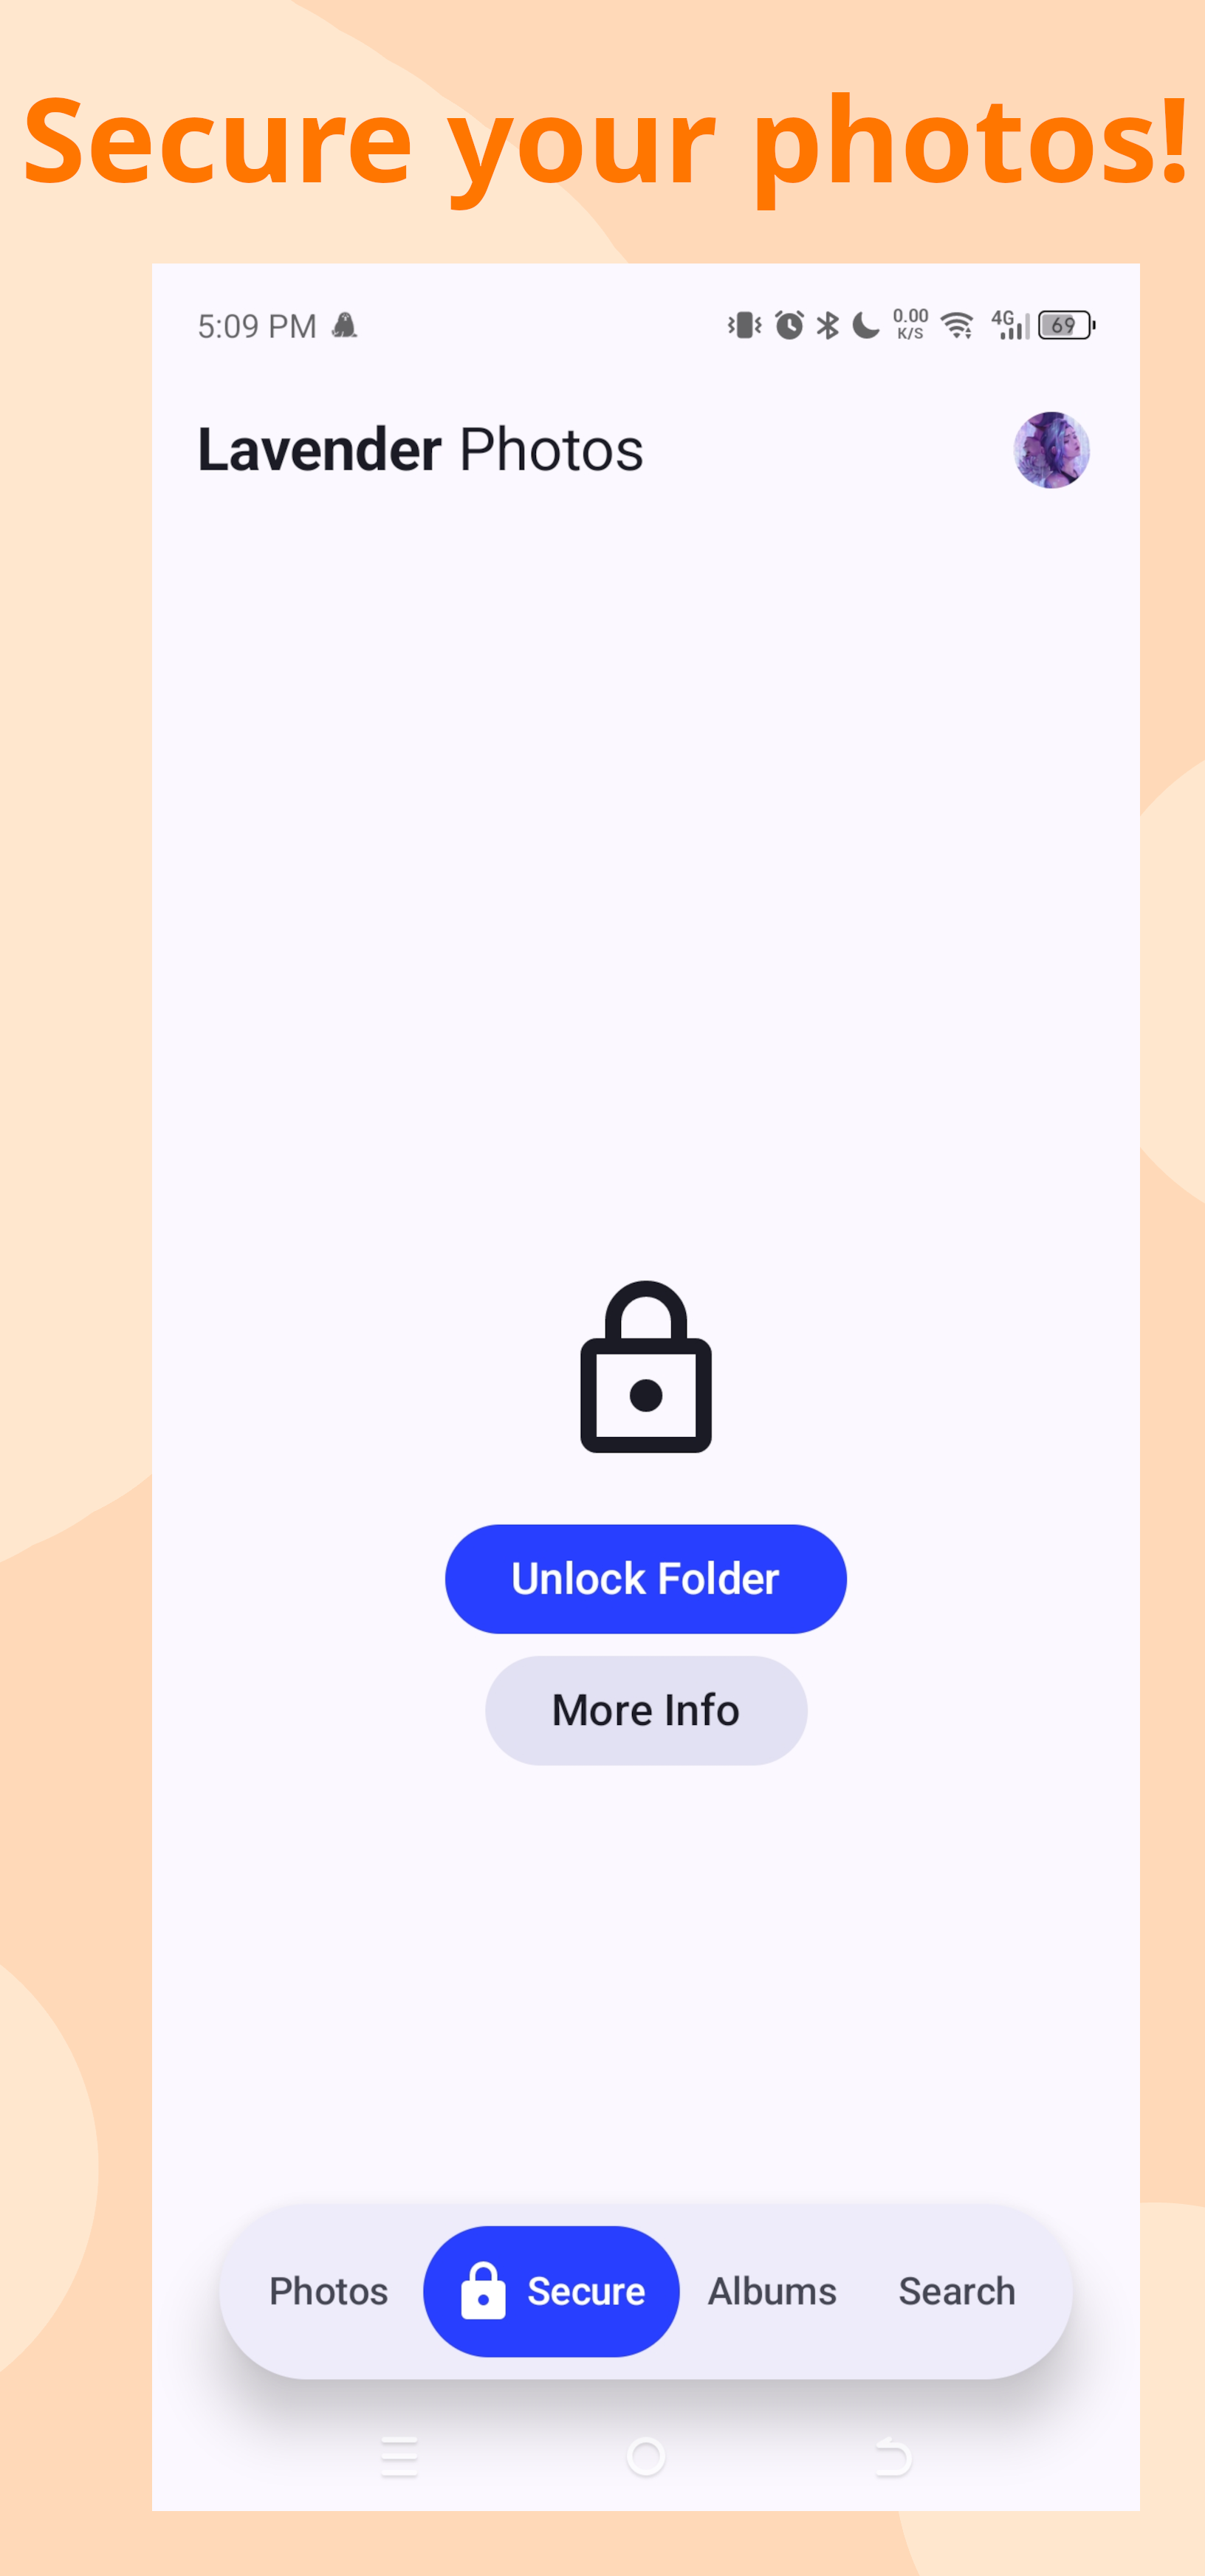 Secure your photos!
5:09 PM 0.00 K/S 4G 69
Lavender Photos
Unlock Folder
More Info
Photos Secure Albums Search